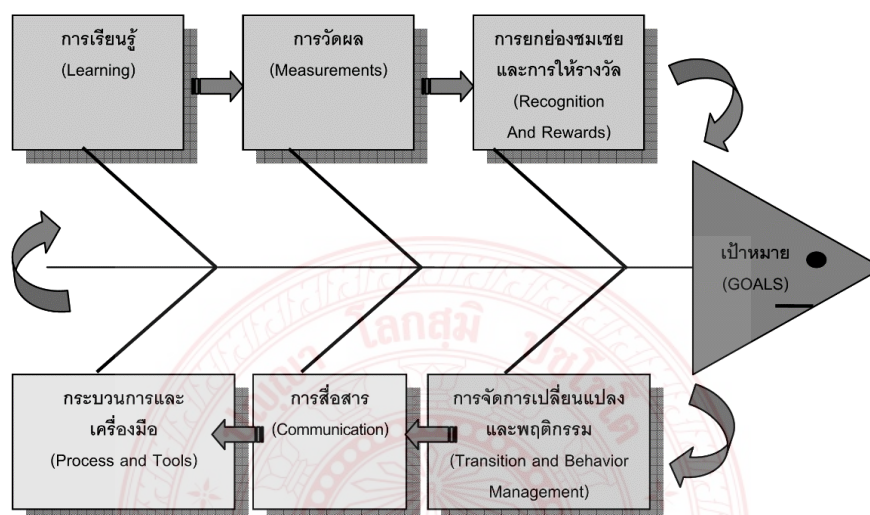 การเรียนรู้
(Learning)
การวัดผล
(Measurements)
การยกย่องชมเชย
และการให้รางวัล
(Recognition
And Rewards)
เป้าหมาย
(GOALS)
กระบวนการและ
เครื่องมือ
(Process and Tools)
การสื่อสาร
(Communication)
การจัดการเปลี่ยนแปลง
และพฤติกรรม
(Transition and Behavior
Management)
โลกสุมิ